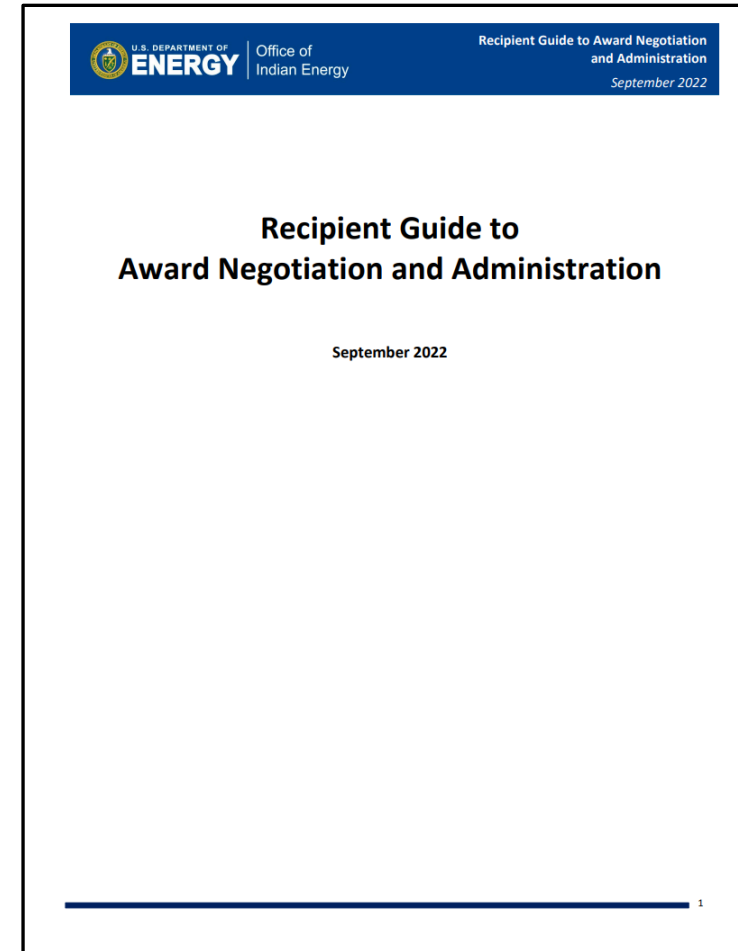 U.S. DEPARTMENT OF
ENERGY
Office of
Indian Energy
Recipient Guide to Award Negotiation
and Administration
September 2022
Recipient Guide to
Award Negotiation and Administration
September 2022
1